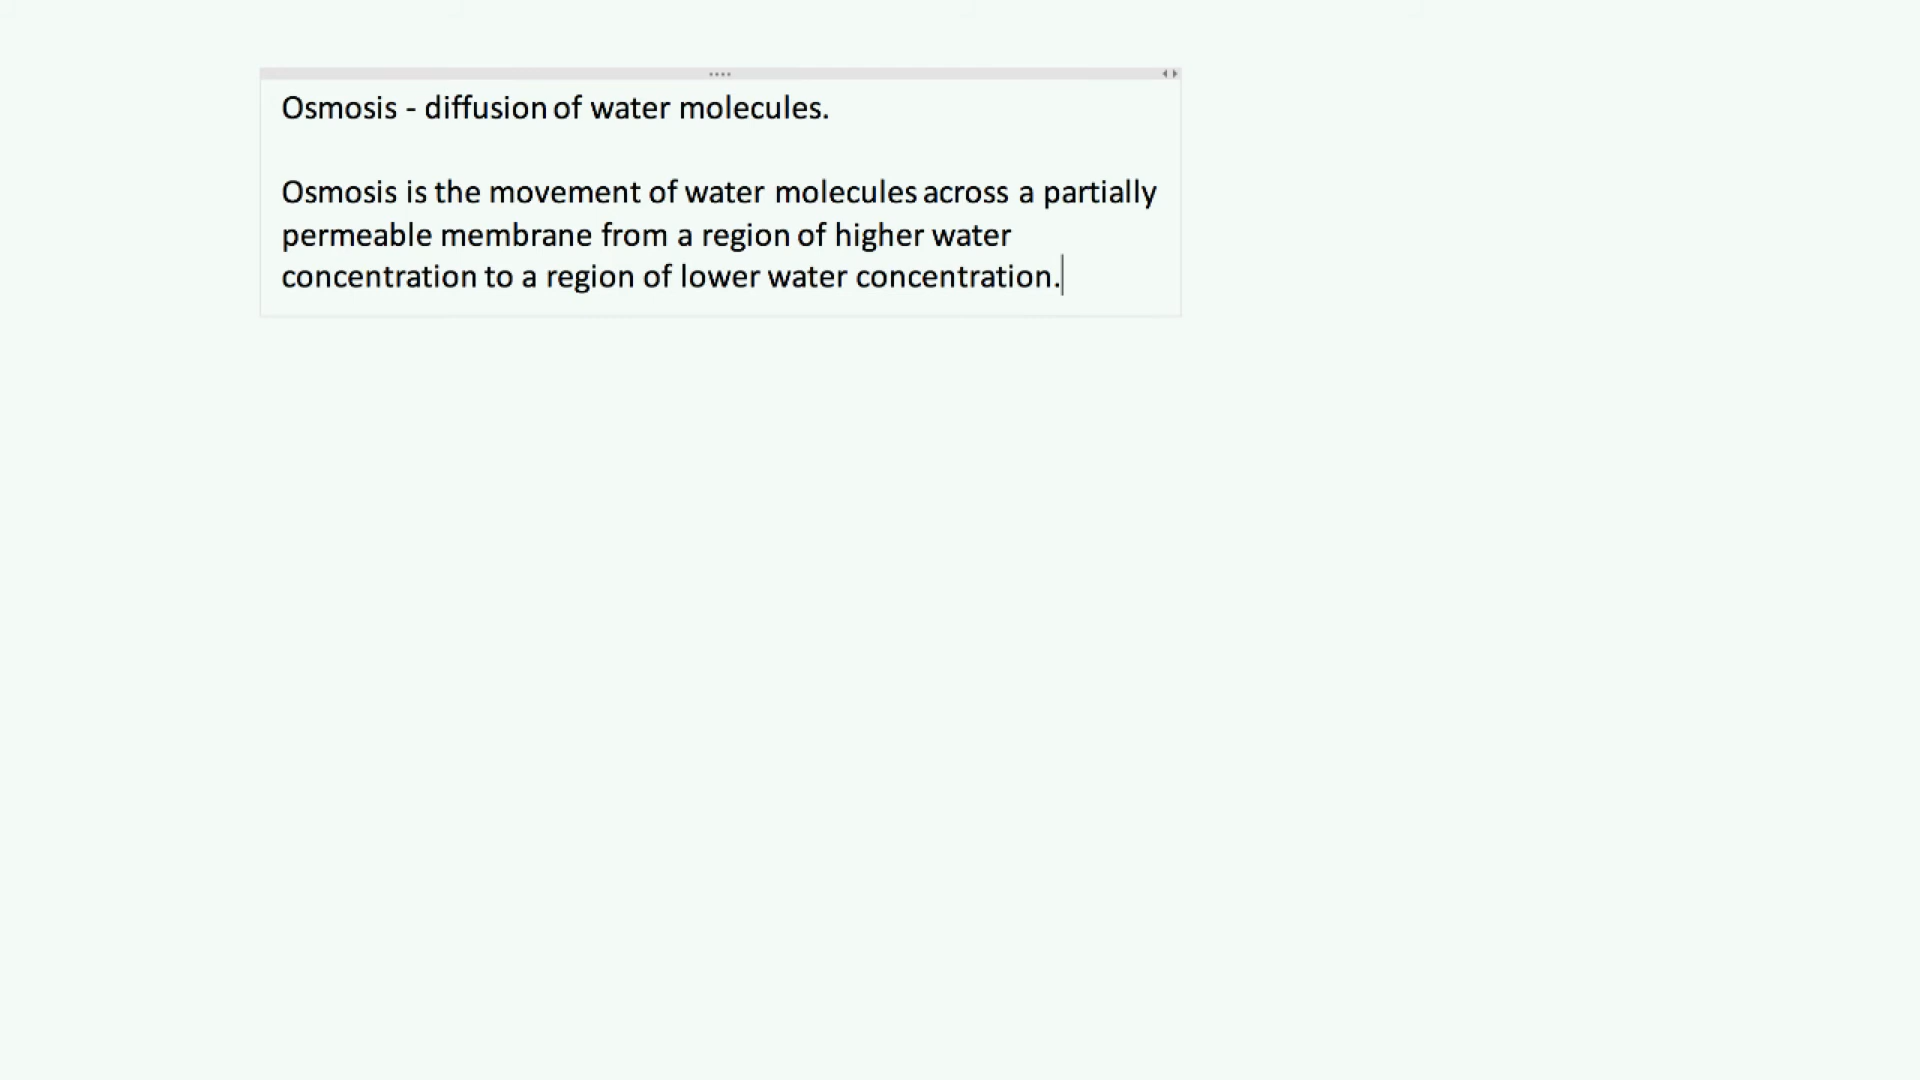 Osmosis - diffusion of water molecules.
Osmosis is the movement of water molecules across a partially
permeable membrane from a region of higher water
concentration to a region of lower water concentration.